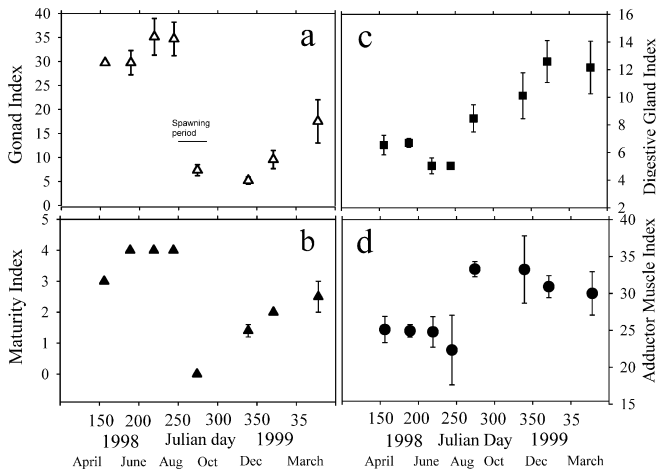 a
40
35
30
25
20
15
10
5
0
Gonad Index
Spawning
period
c
16
14
12
10
8
6
4
2
Digestive Gland Index
b
5
4
3
2
1
0
Maturity Index
d
40
35
30
25
20
15
Adductor Muscle Index
150 200 250 300 350 35
1998 Julian day 1999
April June Aug Oct Dec March
150 200 250 300 350 35
1998 Julian Day 1999
April June Aug Oct Dec March